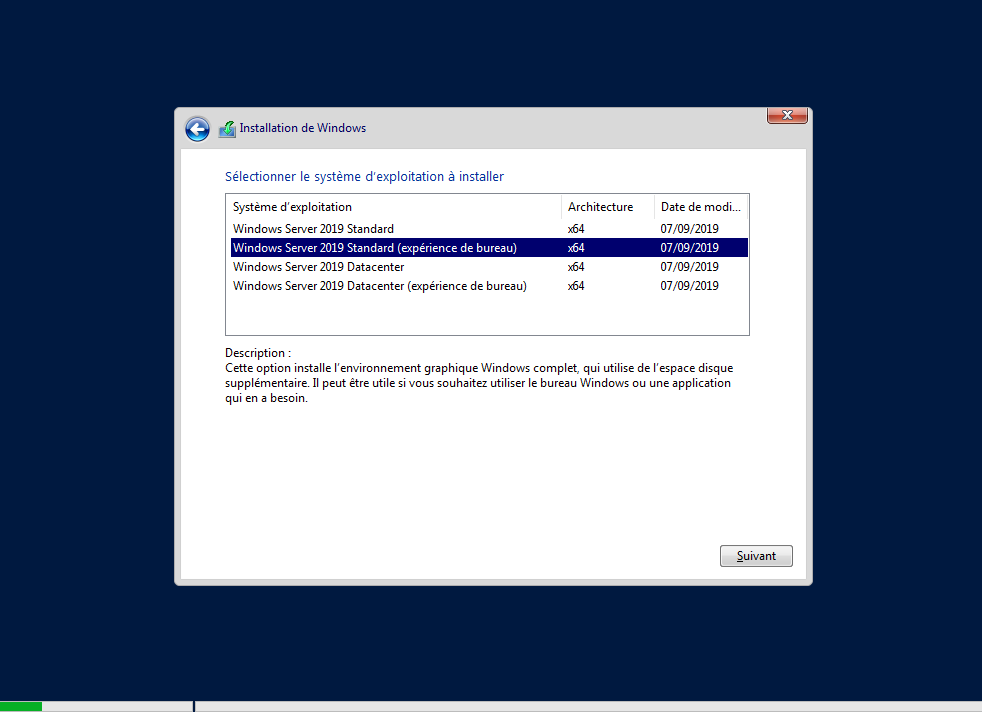 Installation de Windows
Sélectionner le système d'exploitation à installer
Système d'exploitation Architecture Date de modi...
Windows Server 2019 Standard x64 07/09/2019
Windows Server 2019 Standard (expérience de bureau) x64 07/09/2019
Windows Server 2019 Datacenter x64 07/09/2019
Windows Server 2019 Datacenter (expérience de bureau) x64 07/09/2019
Description :
Cette option installe l'environnement graphique Windows complet, qui utilise de l'espace disque
supplémentaire. Il peut être utile si vous souhaitez utiliser le bureau Windows ou une application
qui en a besoin.
Suivant